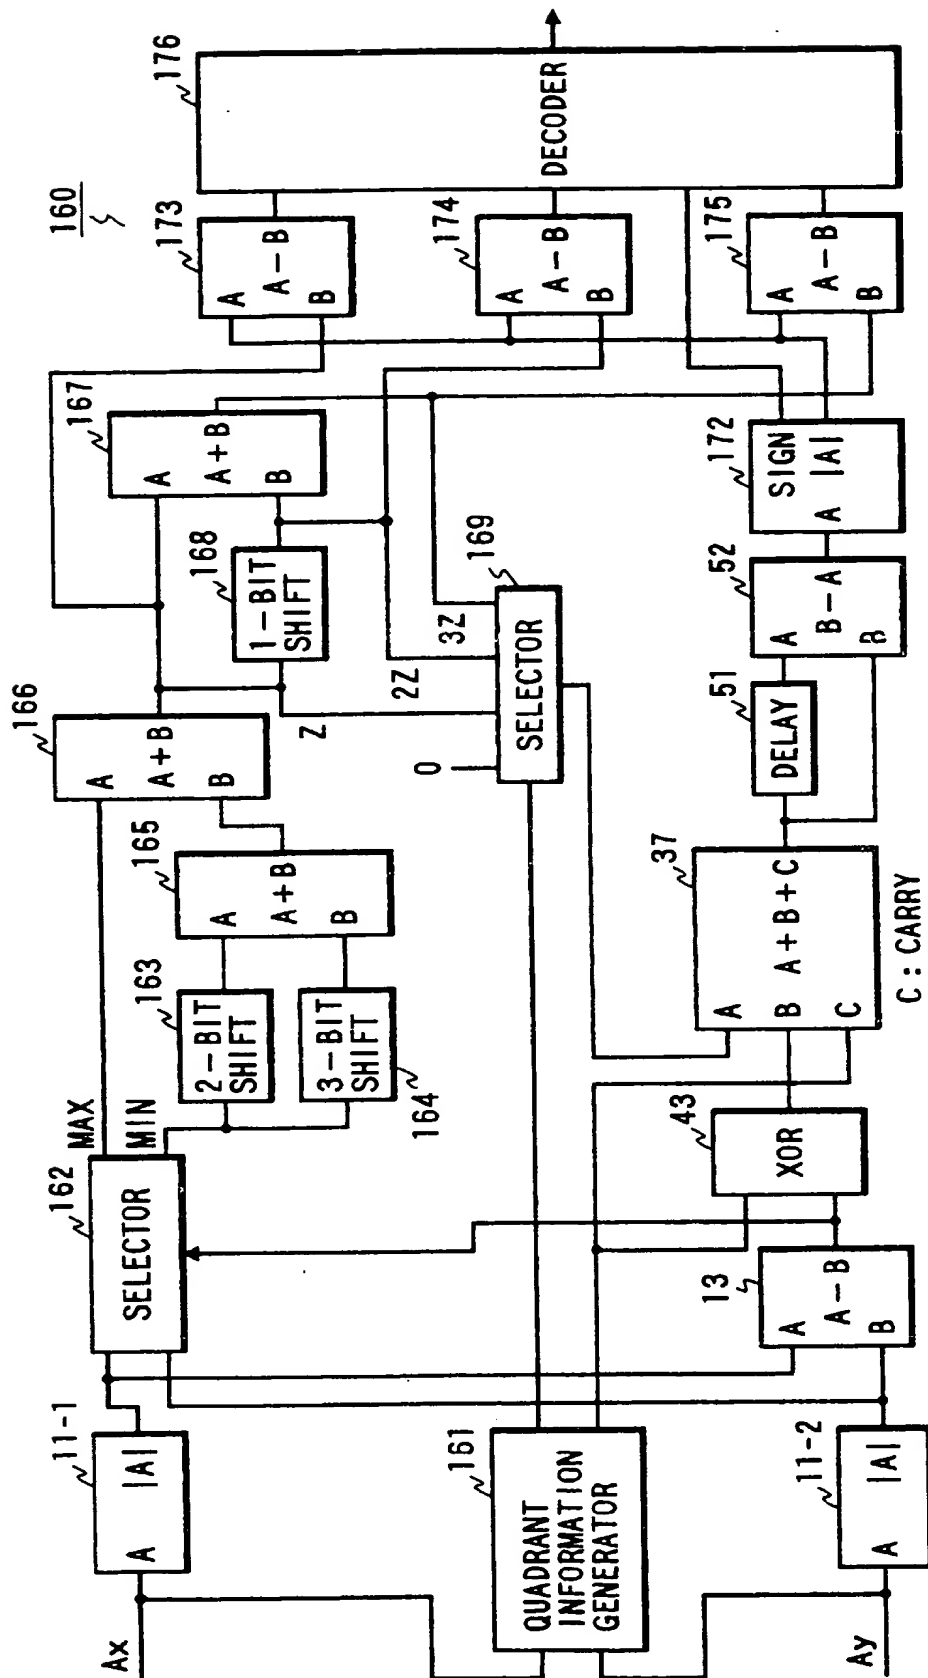 160
Ax
A
|A|
11-1
SELECTOR
162
MAX
MIN
2-BIT
SHIFT
163
3-BIT
SHIFT
164
A
A+B
B
165
A
A+B
B
166
1-BIT
SHIFT
168
A
A+B
B
167
A
A-B
B
173
DECODER
176
QUADRANT
INFORMATION
GENERATOR
161
0
Z
2Z
3Z
SELECTOR
169
A
A-B
B
174
Ay
A
|A|
11-2
A
A-B
B
13
XOR
43
A
B
C
A+B+C
37
C : CARRY
DELAY
51
A
B-A
B
52
A
SIGN
|A|
172
A
A-B
B
175